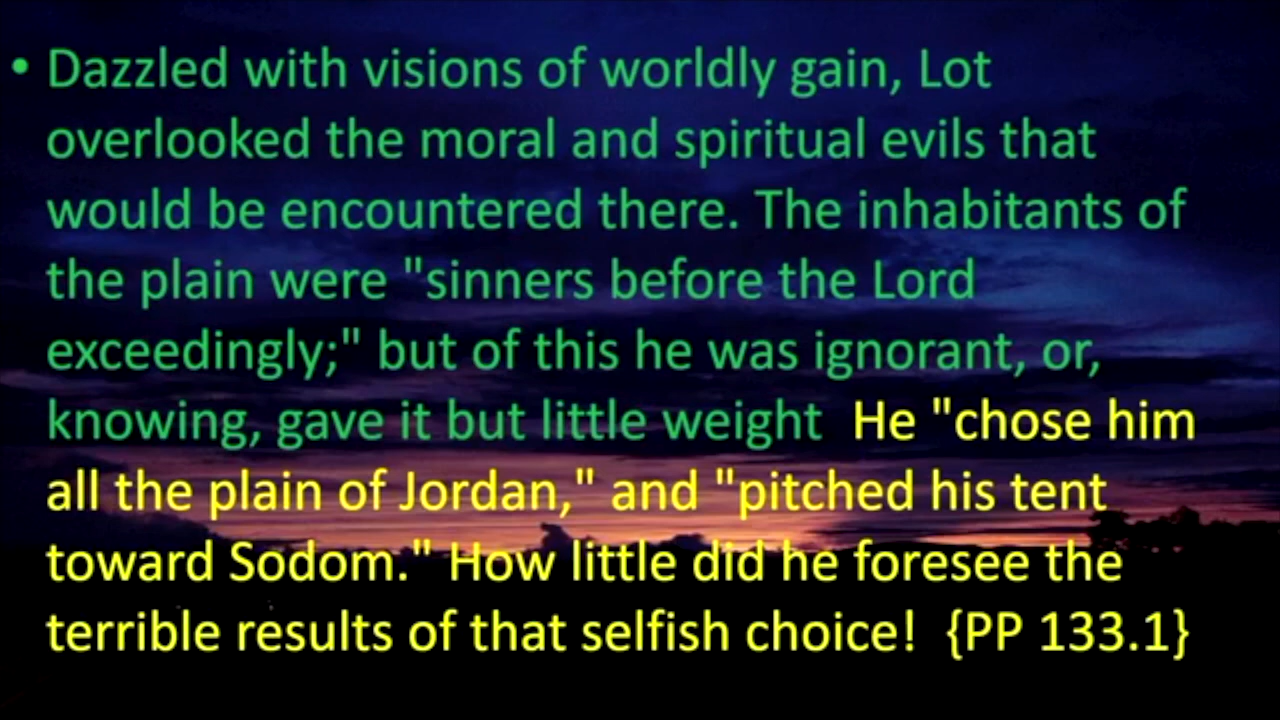 • Dazzled with visions of worldly gain, Lot
overlooked the moral and spiritual evils that
would be encountered there. The inhabitants of
the plain were "sinners before the Lord
exceedingly;" but of this he was ignorant, or,
knowing, gave it but little weight  He "chose him
all the plain of Jordan," and "pitched his tent
toward Sodom." How little did he foresee the
terrible results of that selfish choice!  {PP 133.1}